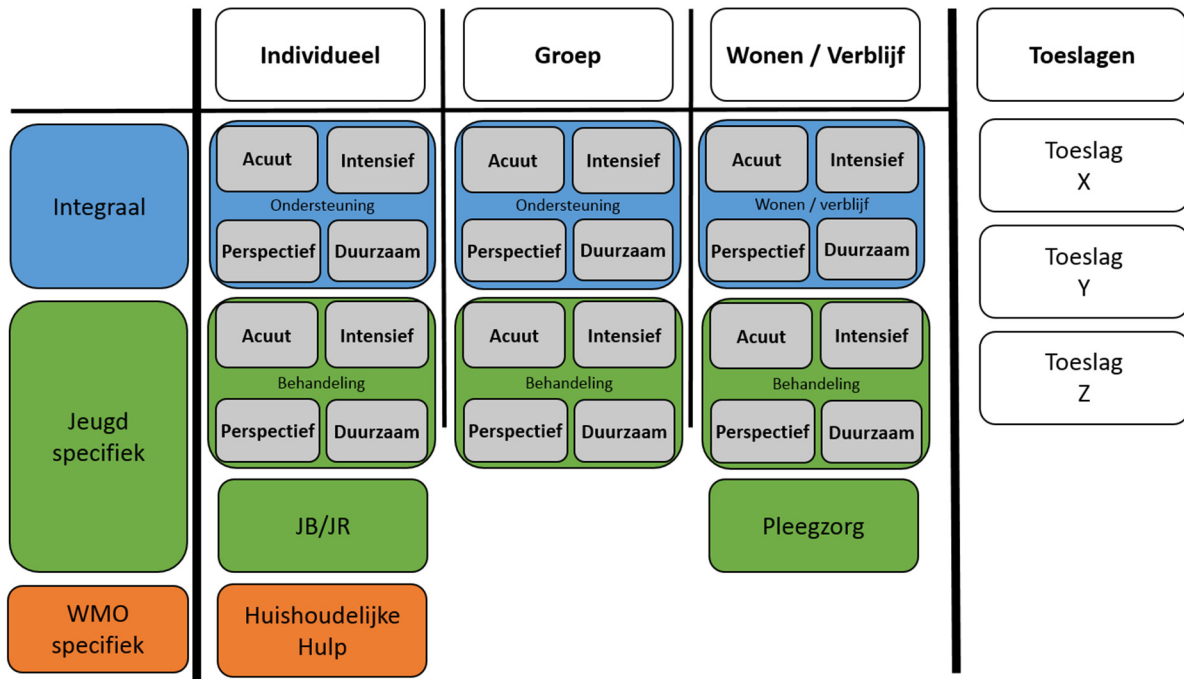 Individueel
Groep
Wonen / Verblijf
Toeslagen
Integraal
Acuut
Intensief
Ondersteuning
Perspectief
Duurzaam
Acuut
Intensief
Ondersteuning
Perspectief
Duurzaam
Acuut
Intensief
Wonen / verblijf
Perspectief
Duurzaam
Toeslag
X
Toeslag
Y
Toeslag
Z
Jeugd
specifiek
Acuut
Intensief
Behandeling
Perspectief
Duurzaam
Acuut
Intensief
Behandeling
Perspectief
Duurzaam
Acuut
Intensief
Behandeling
Perspectief
Duurzaam
JB/JR
Pleegzorg
WMO
specifiek
Huishoudelijke
Hulp